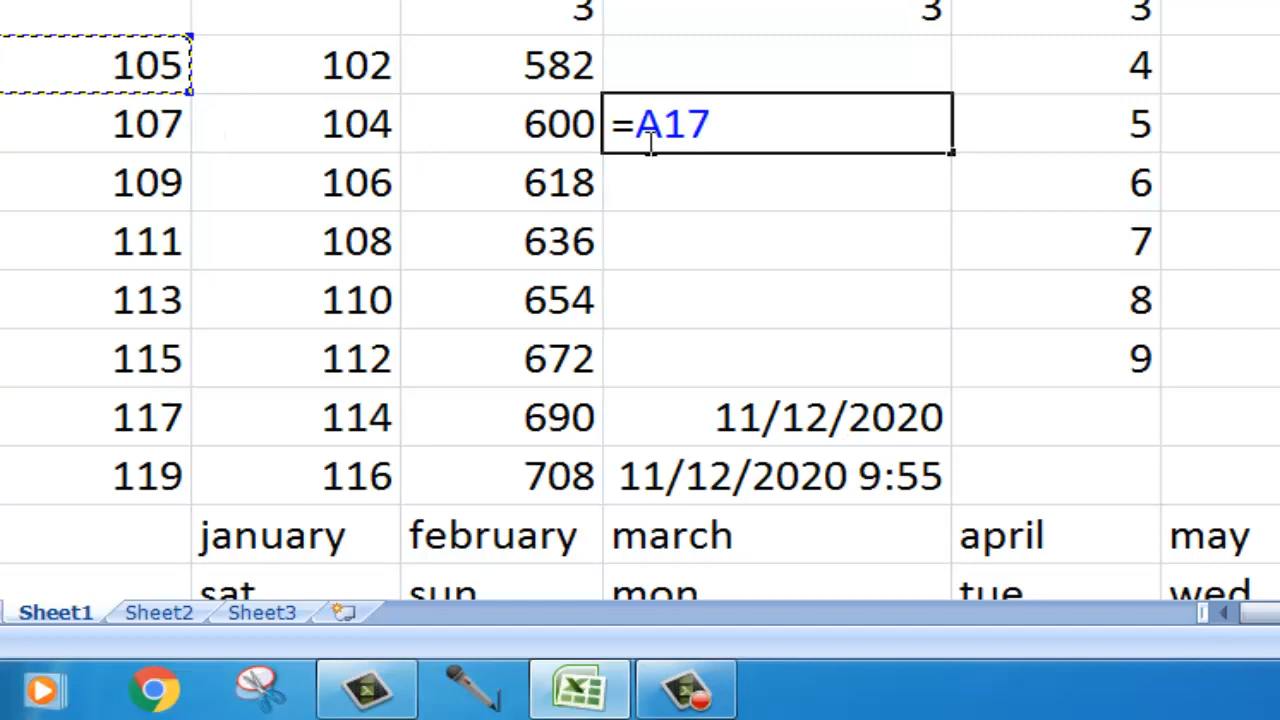 3 3 3
105 102 582 4
107 104 600 =A17 5
109 106 618 6
111 108 636 7
113 110 654 8
115 112 672 9
117 114 690 11/12/2020
119 116 708 11/12/2020 9:55
january february march april may
sat sun mon tue wed
Sheet1 Sheet2 Sheet3